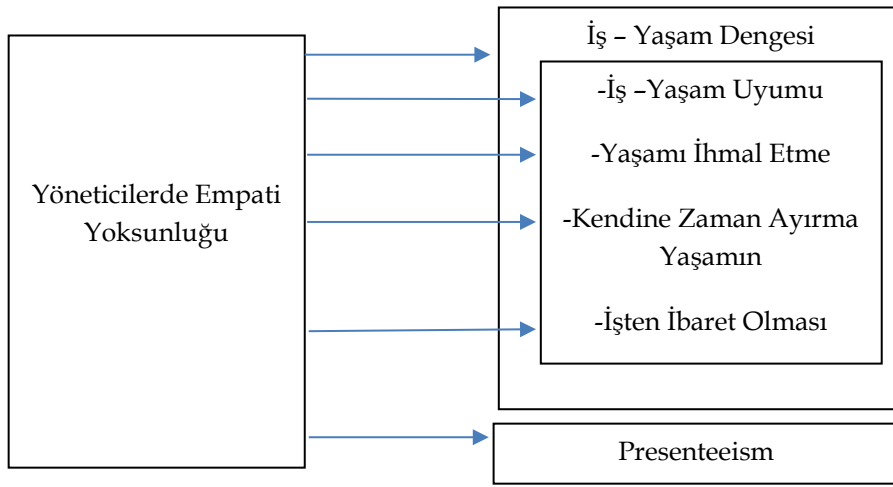 Yöneticilerde Empati
Yoksunluğu
İş – Yaşam Dengesi
-İş –Yaşam Uyumu
-Yaşamı İhmal Etme
-Kendine Zaman Ayırma
Yaşamın
-İşten İbaret Olması
Presenteeism